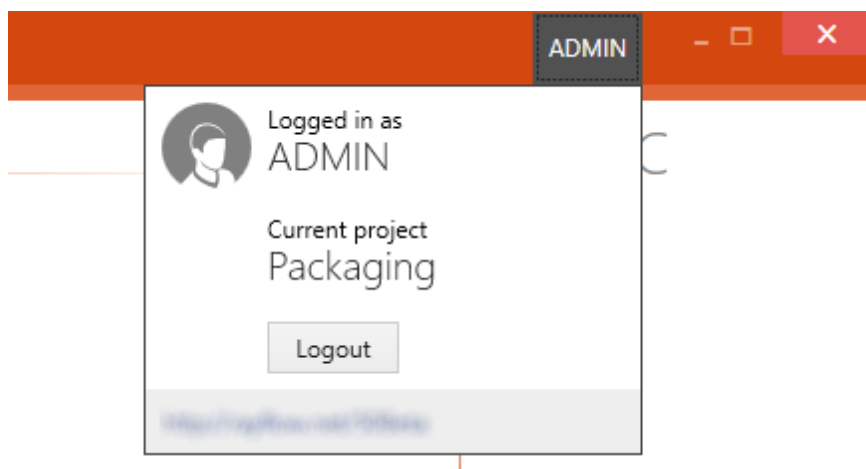 ADMIN
Logged in as
ADMIN
C
Current project
Packaging
Logout